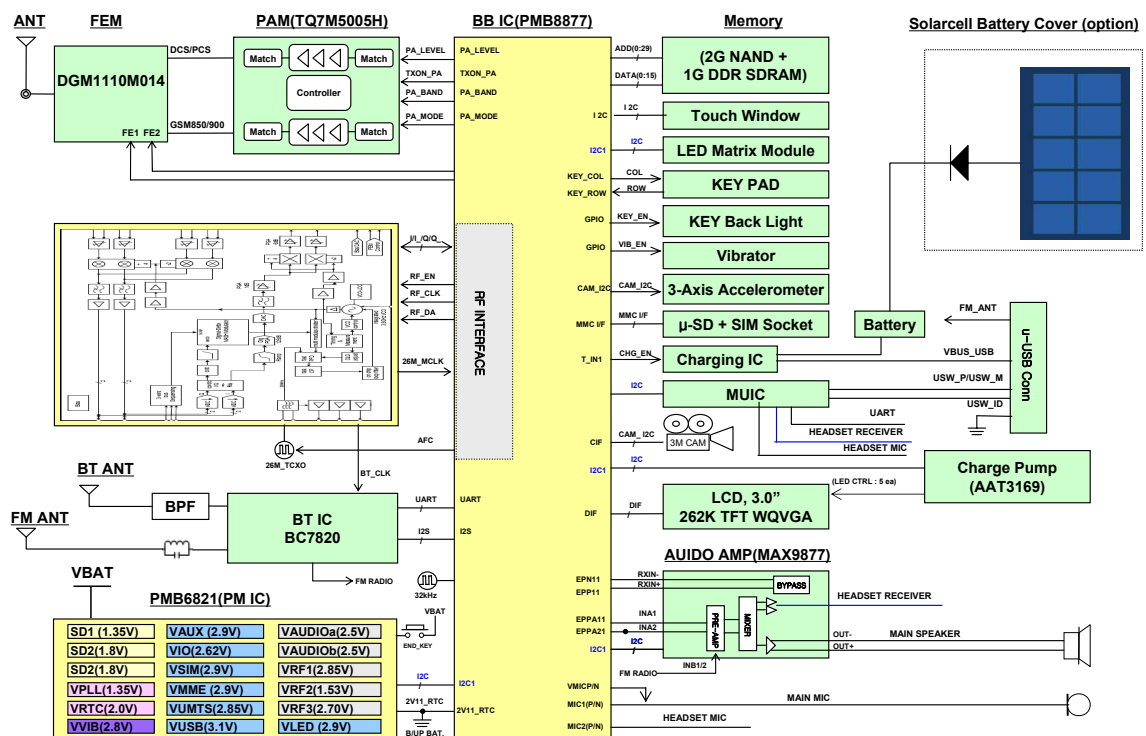 ANT
FEM
PAM(TQ7M5005H)
BB IC(PMB8877)
Memory
Solarcell Battery Cover (option)
DGM1110M014
FE1 FE2
DCS/PCS
GSM850/900
Match
Match
Controller
Match
Match
PA_LEVEL
TXON_PA
PA_BAND
PA_MODE
PA_LEVEL
TXON_PA
PA_BAND
PA_MODE
ADD(0:29)
DATA(0:15)
(2G NAND +
1G DDR SDRAM)
I 2C
I 2C
Touch Window
I2C1
I2C
LED Matrix Module
KEY_COL
COL
KEY_ROW
ROW
KEY PAD
GPIO
KEY_EN
KEY Back Light
GPIO
VIB_EN
Vibrator
CAM_I2C
CAM_I2C
3-Axis Accelerometer
MMC I/F
MMC I/F
μ-SD + SIM Socket
T_IN1
CHG_EN
Charging IC
Battery
FM_ANT
VBUS_USB
USW_P/USW_M
USW_ID
u-USB Conn
I2C
MUIC
UART
HEADSET RECEIVER
HEADSET MIC
CIF
CAM_ I2C
3M CAM
I2C1
I2C
Charge Pump
(AAT3169)
(LED CTRL : 5 ea)
DIF
DIF
LCD, 3.0”
262K TFT WQVGA
RF INTERFACE
I/I_/Q/Q_
RF_EN
RF_CLK
RF_DA
26M_MCLK
AFC
26M_TCXO
BT_CLK
BT ANT
BPF
FM ANT
BT IC
BC7820
UART
UART
I2S
I2S
FM RADIO
32kHz
VBAT
VBAT
END_KEY
PMB6821(PM IC)
SD1 (1.35V)
VAUX (2.9V)
VAUDIOa(2.5V)
SD2(1.8V)
VIO(2.62V)
VAUDIOb(2.5V)
SD2(1.8V)
VSIM(2.9V)
VRF1(2.85V)
VPLL(1.35V)
VMME (2.9V)
VRF2(1.53V)
VRTC(2.0V)
VUMTS(2.85V)
VRF3(2.70V)
VVIB(2.8V)
VUSB(3.1V)
VLED (2.9V)
I2C
I2C1
2V11_RTC
2V11_RTC
B/UP BAT.
AUIDO AMP(MAX9877)
EPN11
RXIN-
EPP11
RXIN+
BYPASS
EPPA11
INA1
EPPA21
INA2
I2C1
I2C
PRE-AMP
MIXER
HEADSET RECEIVER
OUT-
OUT+
MAIN SPEAKER
FM RADIO
INB1/2
VMICP/N
MIC1(P/N)
MAIN MIC
MIC2(P/N)
HEADSET MIC